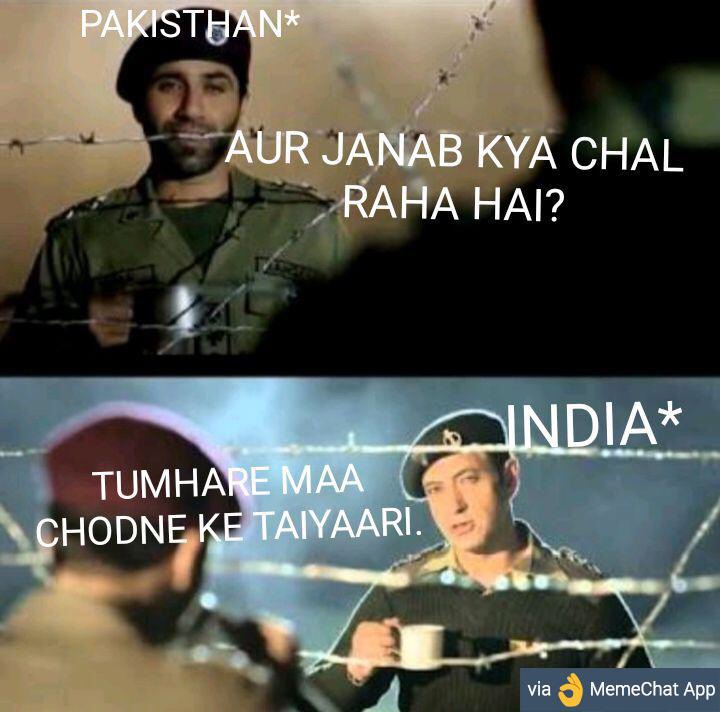 PAKISTHAN*
AUR JANAB KYA CHAL
RAHA HAI?
INDIA*
TUMHARE MAA
CHODNE KE TAIYAARI.
via 👌 MemeChat App